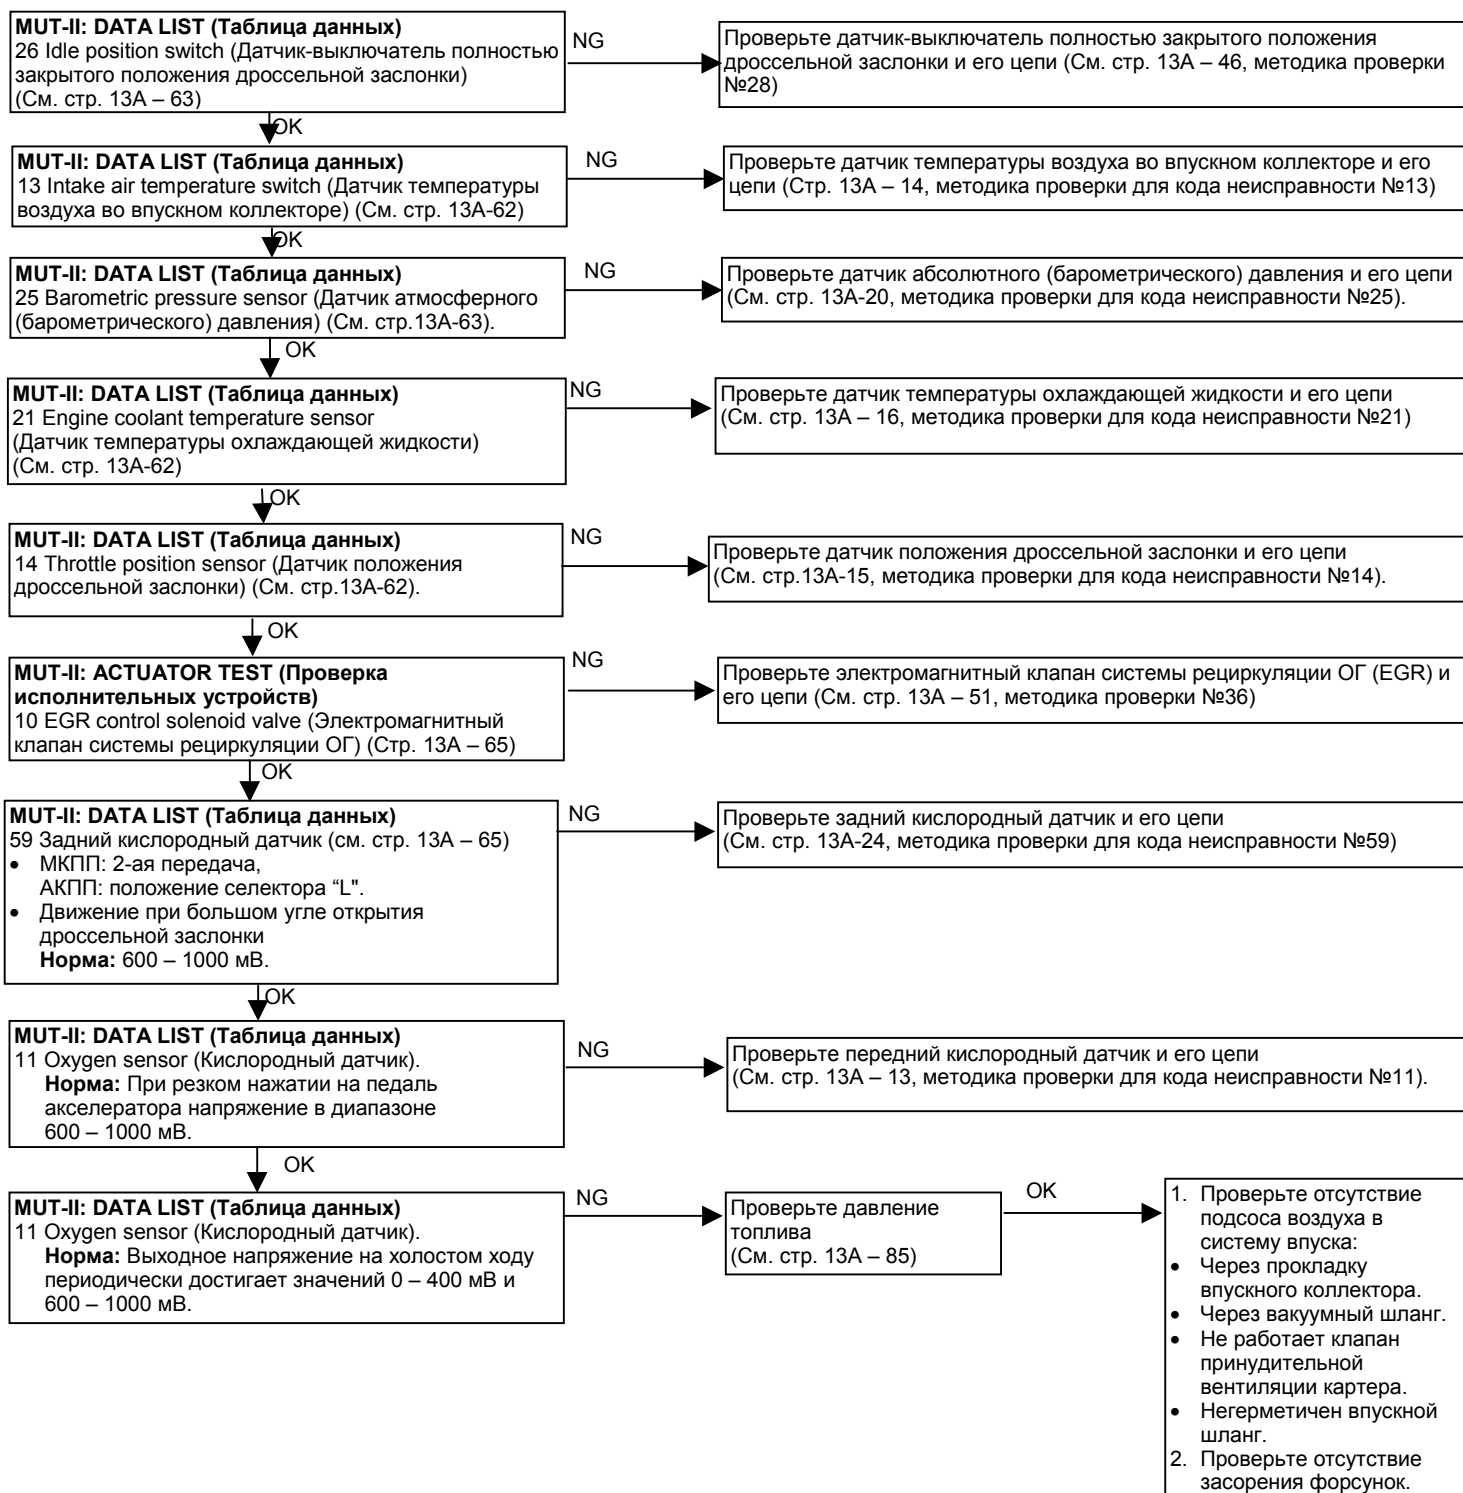 MUT-II: DATA LIST (Таблица данных)
26 Idle position switch (Датчик-выключатель полностью
закрытого положения дроссельной заслонки)
(См. стр. 13А – 63)
NG
Проверьте датчик-выключатель полностью закрытого положения
дроссельной заслонки и его цепи (См. стр. 13А – 46, методика проверки
№28)
OK
MUT-II: DATA LIST (Таблица данных)
13 Intake air temperature switch (Датчик температуры
воздуха во впускном коллекторе) (См. стр. 13А-62)
NG
Проверьте датчик температуры воздуха во впускном коллекторе и его
цепи (Стр. 13А – 14, методика проверки для кода неисправности №13)
OK
MUT-II: DATA LIST (Таблица данных)
25 Barometric pressure sensor (Датчик атмосферного
(барометрического) давления) (См. стр.13А-63).
NG
Проверьте датчик абсолютного (барометрического) давления и его цепи
(См. стр. 13А-20, методика проверки для кода неисправности №25).
OK
MUT-II: DATA LIST (Таблица данных)
21 Engine coolant temperature sensor
(Датчик температуры охлаждающей жидкости)
(См. стр. 13А-62)
NG
Проверьте датчик температуры охлаждающей жидкости и его цепи
(См. стр. 13А – 16, методика проверки для кода неисправности №21)
OK
MUT-II: DATA LIST (Таблица данных)
14 Throttle position sensor (Датчик положения
дроссельной заслонки) (См. стр.13А-62).
NG
Проверьте датчик положения дроссельной заслонки и его цепи
(См. стр.13А-15, методика проверки для кода неисправности №14).
OK
MUT-II: ACTUATOR TEST (Проверка
исполнительных устройств)
10 EGR control solenoid valve (Электромагнитный
клапан системы рециркуляции ОГ) (Стр. 13А – 65)
NG
Проверьте электромагнитный клапан системы рециркуляции ОГ (EGR) и
его цепи (См. стр. 13А – 51, методика проверки №36)
OK
MUT-II: DATA LIST (Таблица данных)
59 Задний кислородный датчик (см. стр. 13А – 65)
• МКПП: 2-ая передача,
АКПП: положение селектора “L".
• Движение при большом угле открытия
дроссельной заслонки
Норма: 600 – 1000 мВ.
NG
Проверьте задний кислородный датчик и его цепи
(См. стр. 13А-24, методика проверки для кода неисправности №59)
OK
MUT-II: DATA LIST (Таблица данных)
11 Oxygen sensor (Кислородный датчик).
Норма: При резком нажатии на педаль
акселератора напряжение в диапазоне
600 – 1000 мВ.
NG
Проверьте передний кислородный датчик и его цепи
(См. стр. 13А – 13, методика проверки для кода неисправности №11).
OK
MUT-II: DATA LIST (Таблица данных)
11 Oxygen sensor (Кислородный датчик).
Норма: Выходное напряжение на холостом ходу
периодически достигает значений 0 – 400 мВ и
600 – 1000 мВ.
NG
Проверьте давление
топлива
(См. стр. 13А – 85)
OK
1. Проверьте отсутствие
подсоса воздуха в
систему впуска:
• Через прокладку
впускного коллектора.
• Через вакуумный шланг.
• Не работает клапан
принудительной
вентиляции картера.
• Негерметичен впускной
шланг.
2. Проверьте отсутствие
засорения форсунок.